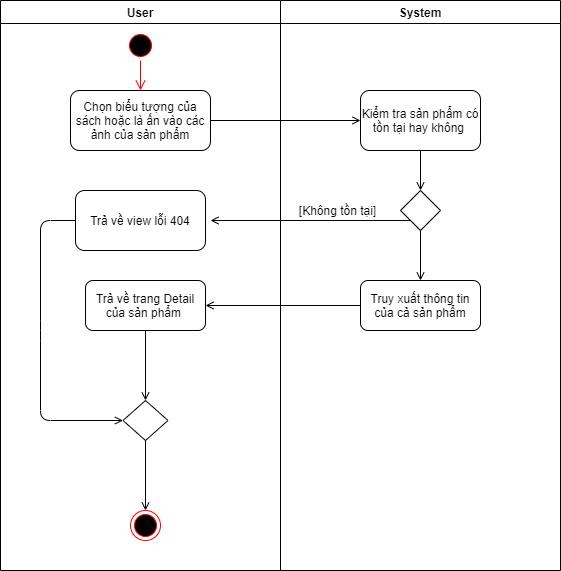 User
System
Chọn biểu tượng của
sách hoặc là ấn vào các
ảnh của sản phẩm
Kiểm tra sản phẩm có
tồn tại hay không
[Không tồn tại]
Trả về view lỗi 404
Trả về trang Detail
của sản phẩm
Truy xuất thông tin
của cả sản phẩm